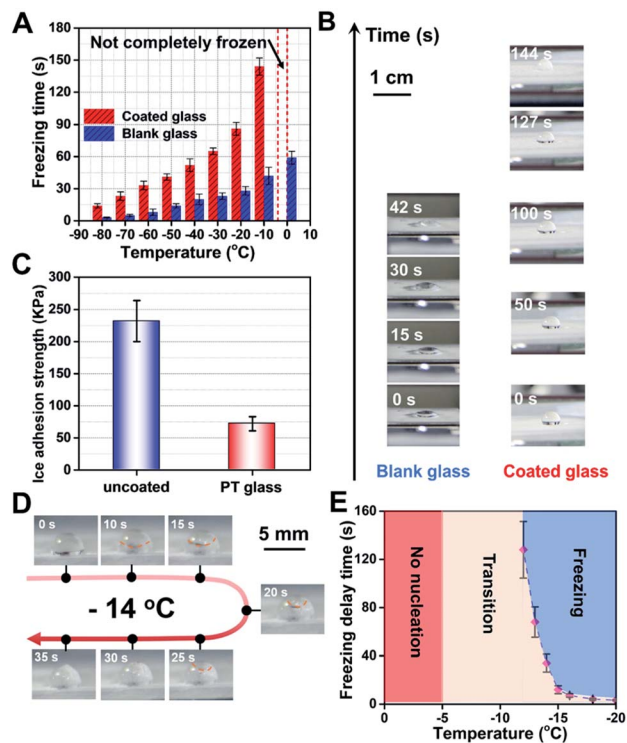 A
Freezing time (s)
180
150
120
90
60
30
0
Not completely frozen
Coated glass
Blank glass
-90 -80 -70 -60 -50 -40 -30 -20 -10 0 10
Temperature (°C)
B
Time (s)
1 cm
144 s
127 s
100 s
50 s
0 s
42 s
30 s
15 s
0 s
Blank glass
Coated glass
C
Ice adhesion strength (KPa)
300
250
200
150
100
50
0
uncoated
PT glass
D
0 s
10 s
15 s
5 mm
20 s
- 14 °C
35 s
30 s
25 s
E
Freezing delay time (s)
160
120
80
40
0
No nucleation
Transition
Freezing
0 -5 -12 -16 -20
Temperature (°C)